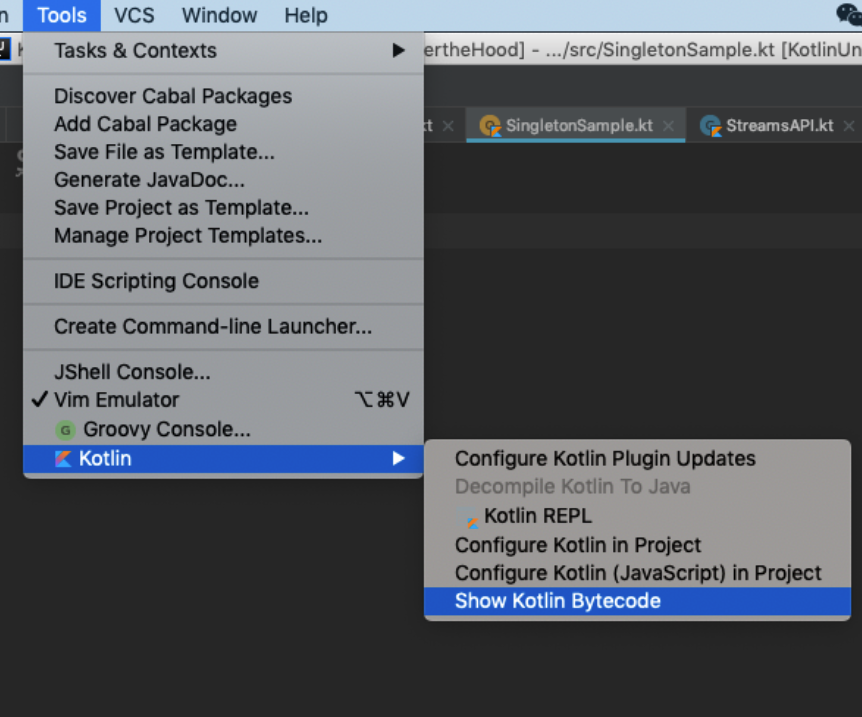 Tools VCS Window Help
ertheHood] - .../src/SingletonSample.kt [KotlinUn
Tasks & Contexts
kt SingletonSample.kt StreamsAPI.kt
Discover Cabal Packages
Add Cabal Package
Save File as Template...
Generate JavaDoc...
Save Project as Template...
Manage Project Templates...
IDE Scripting Console
Create Command-line Launcher...
JShell Console...
Vim Emulator ⌥⌘V
G Groovy Console...
Kotlin
Configure Kotlin Plugin Updates
Decompile Kotlin To Java
Kotlin REPL
Configure Kotlin in Project
Configure Kotlin (JavaScript) in Project
Show Kotlin Bytecode